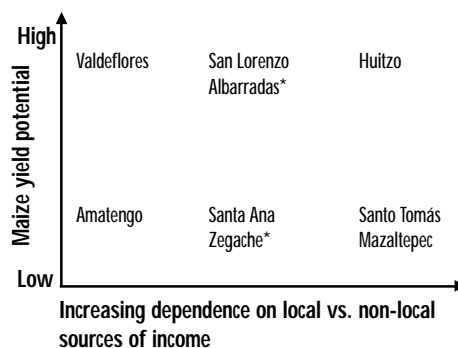 High
Valdeflores
San Lorenzo
Albarradas*
Huitzo
Maize yield potential
Amatengo
Santa Ana
Zegache*
Santo Tomás
Mazaltepec
Low
Increasing dependence on local vs. non-local
sources of income